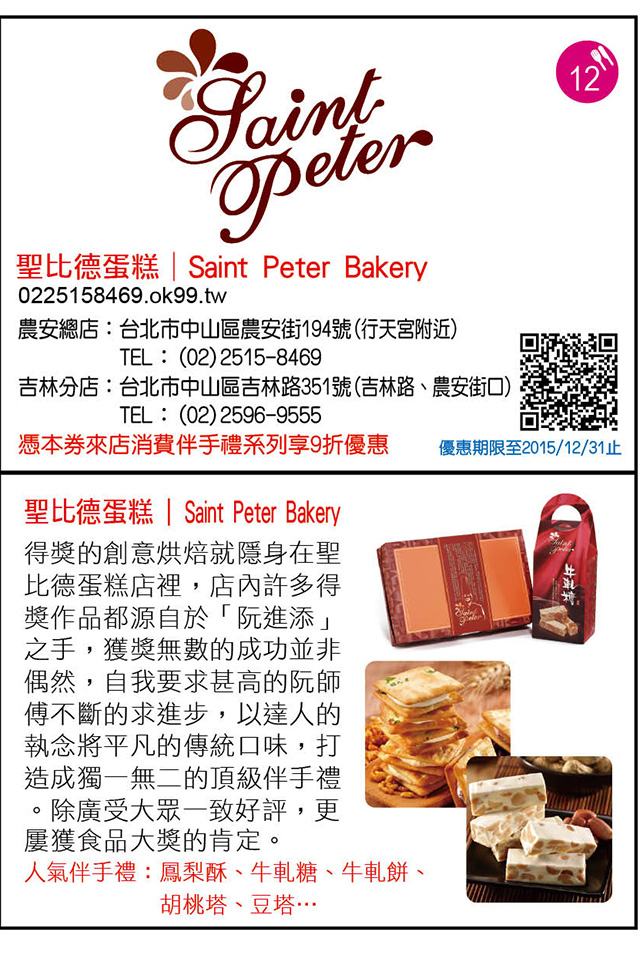 Saint
Peter
12
聖比德蛋糕｜Saint Peter Bakery
0225158469.ok99.tw
農安總店：台北市中山區農安街194號(行天宮附近)
TEL：(02)2515-8469
吉林分店：台北市中山區吉林路351號(吉林路、農安街口)
TEL：(02)2596-9555
憑本券來店消費伴手禮系列享9折優惠
優惠期限至2015/12/31止
聖比德蛋糕｜Saint Peter Bakery
得獎的創意烘焙就隱身在聖
比德蛋糕店裡，店內許多得
獎作品都源自於「阮進添」
之手，獲獎無數的成功並非
偶然，自我要求甚高的阮師
傅不斷的求進步，以達人的
執念將平凡的傳統口味，打
造成獨一無二的頂級伴手禮
。除廣受大眾一致好評，更
屢獲食品大獎的肯定。
人氣伴手禮：鳳梨酥、牛軋糖、牛軋餅、
胡桃塔、豆塔…
Saint
Peter
Saint
Peter